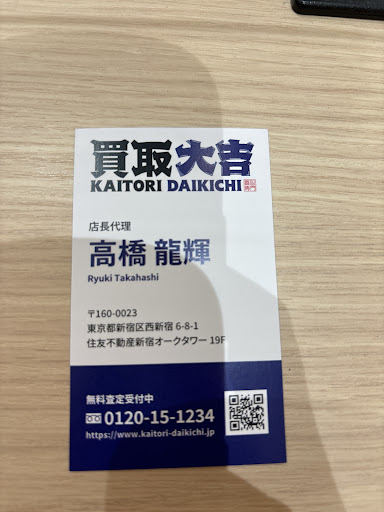 買取大吉
KAITORI DAIKICHI
店長代理
高橋 龍輝
Ryuki Takahashi
〒160-0023
東京都新宿区西新宿 6-8-1
住友不動産新宿オークタワー 19F
無料査定受付中
0120-15-1234
https://www.kaitori-daikichi.jp